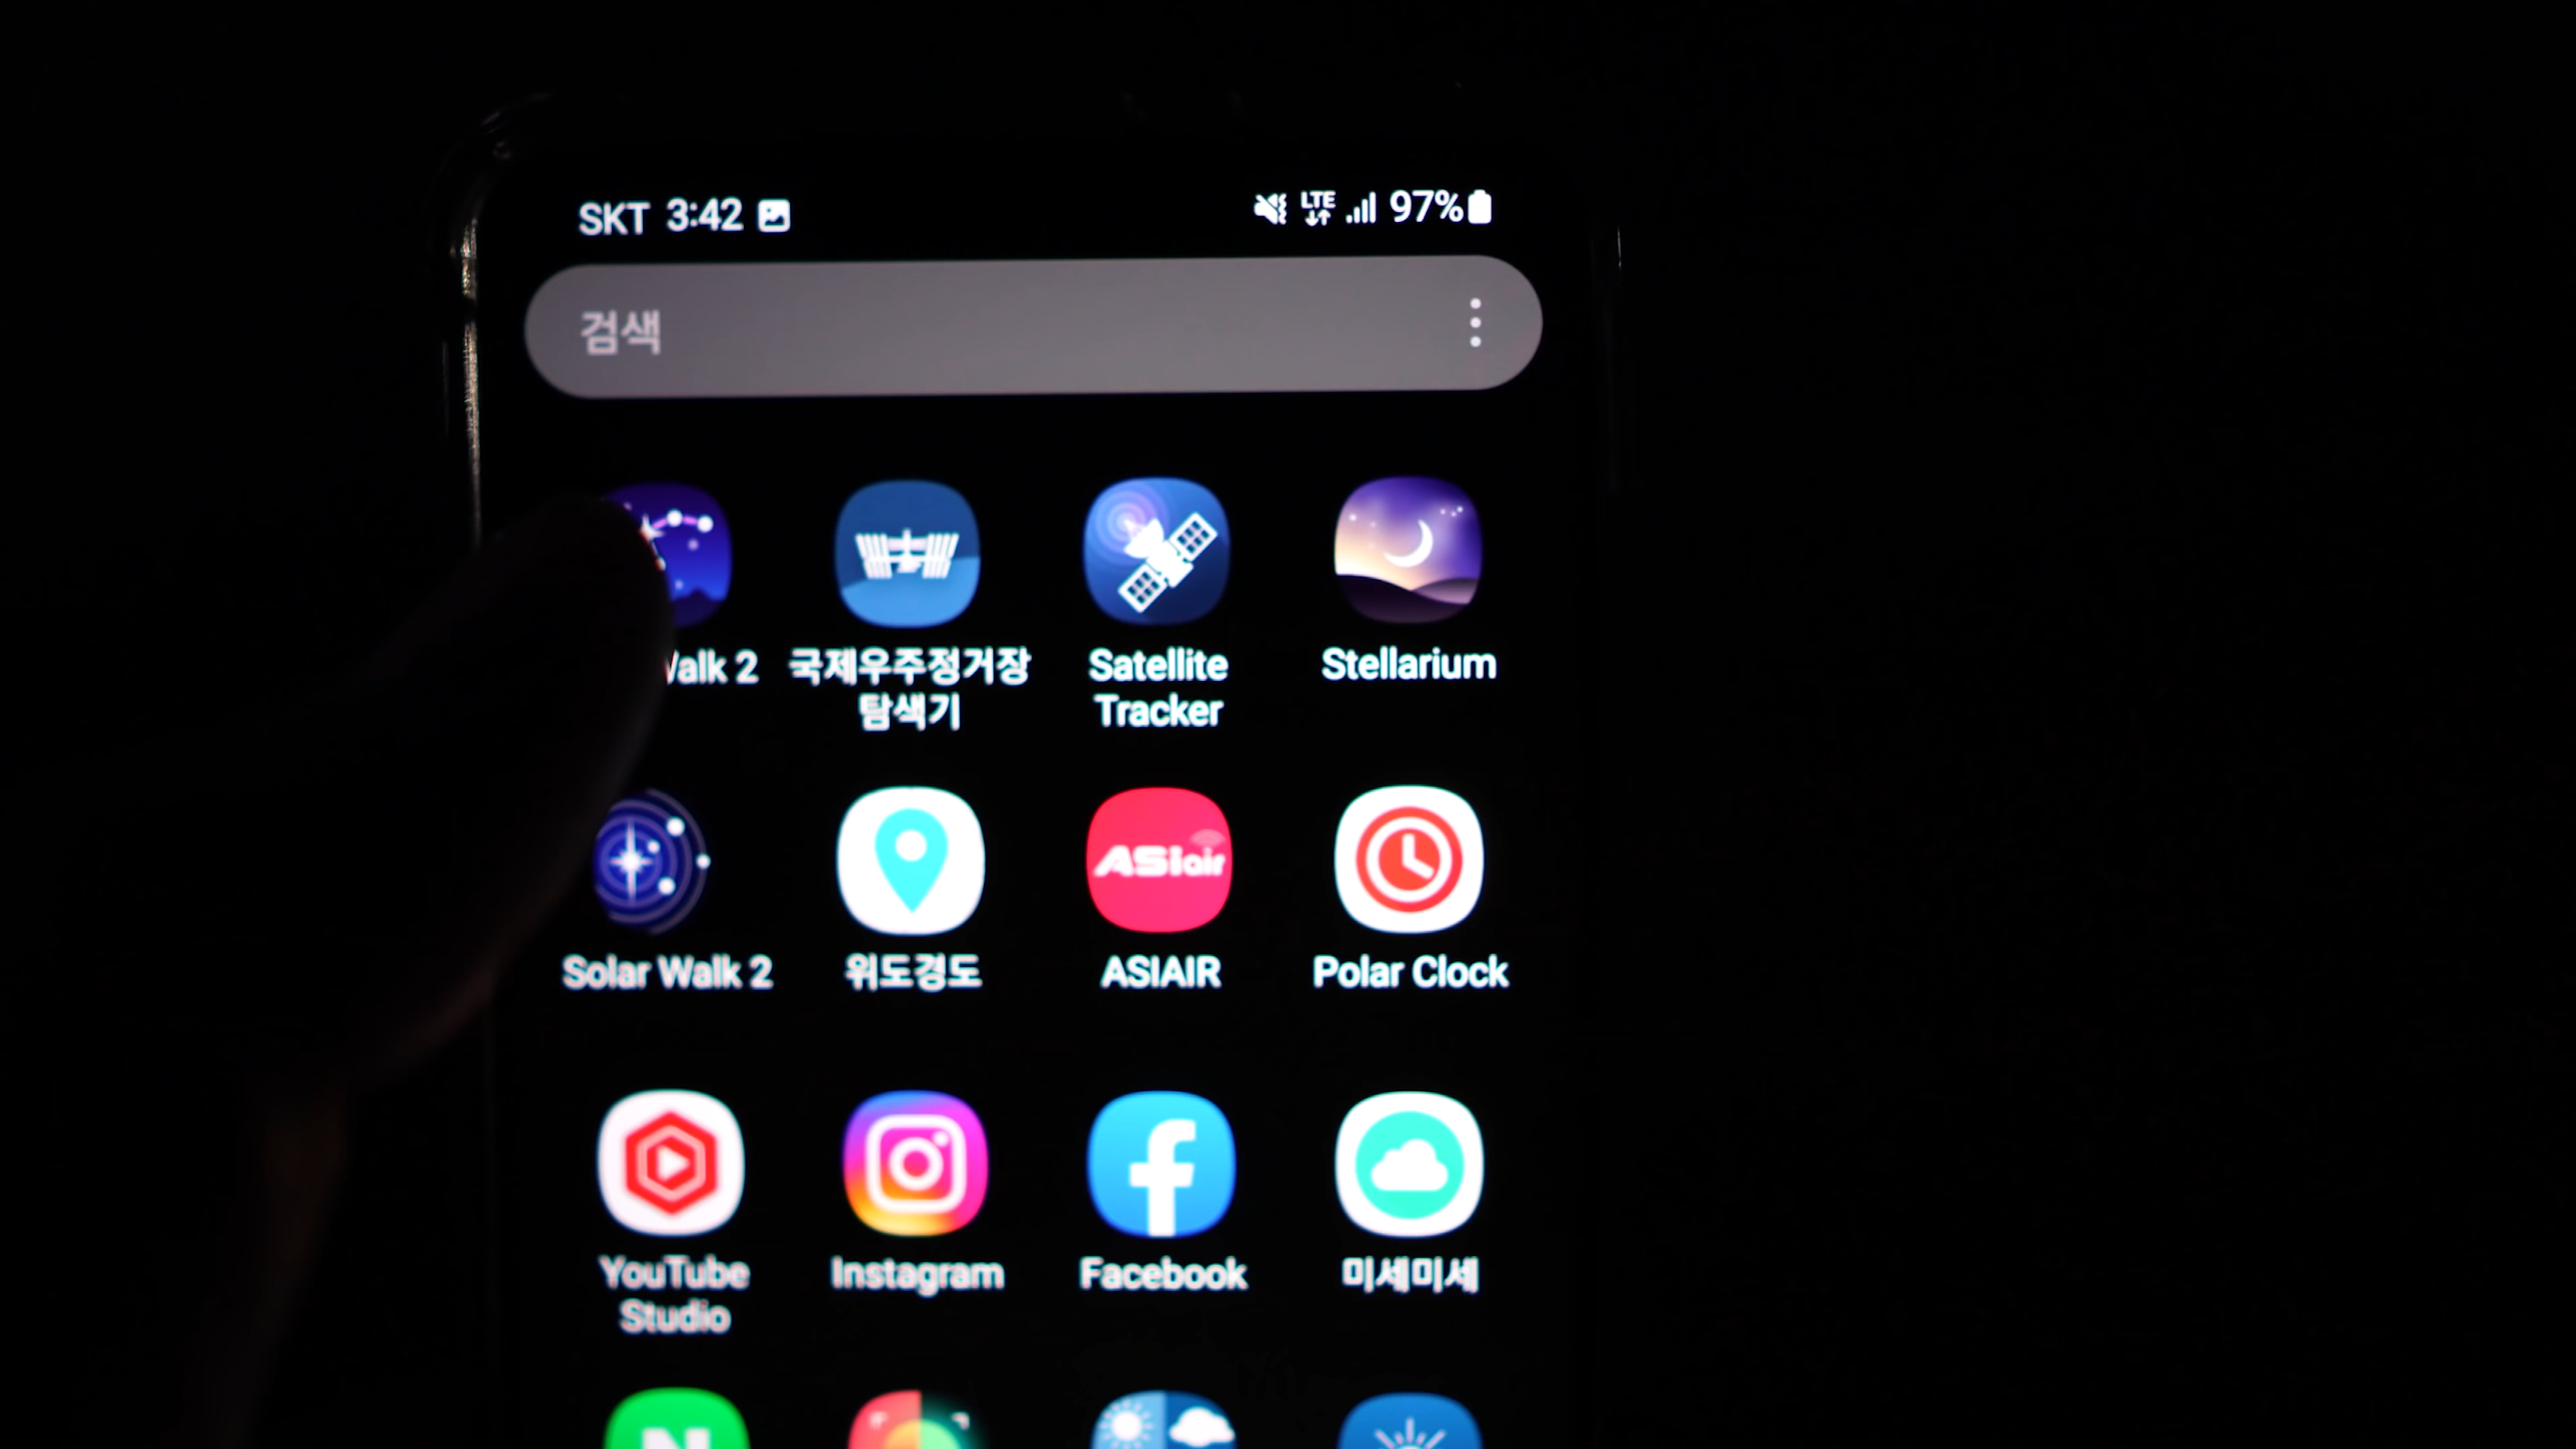 SKT 3:42 LTE 97%
검색
Walk 2 국제우주정거장 Satellite Stellarium
탐색기 Tracker
ASIair
Solar Walk 2 위도경도 ASIAIR Polar Clock
YouTube Instagram Facebook 미세미세
Studio